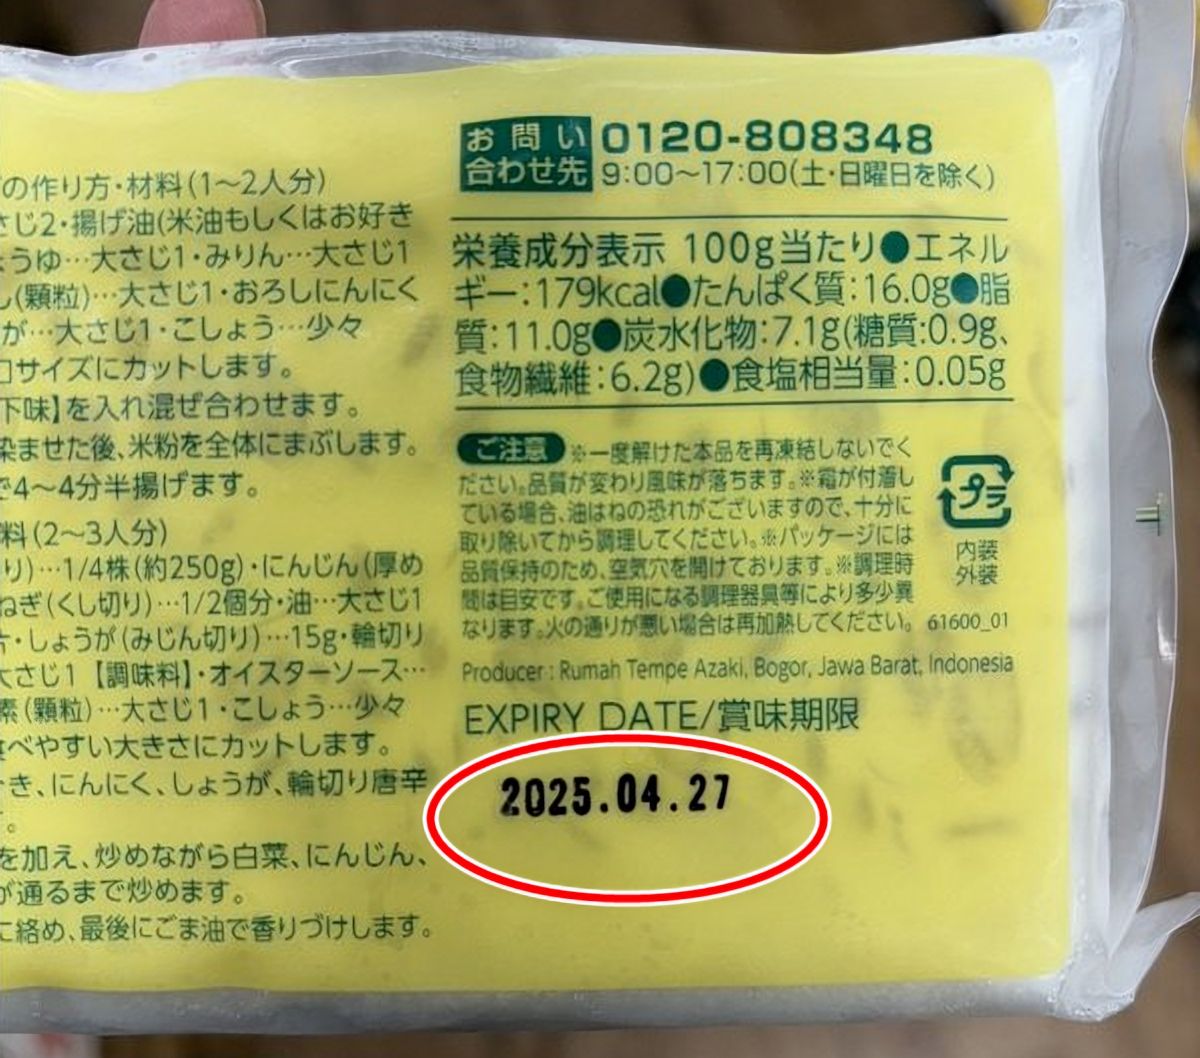 の作り方・材料(1〜2人分)
さじ2・揚げ油(米油もしくはお好き
ょうゆ…大さじ1・みりん…大さじ1
し(顆粒)…大さじ1・おろしにんにく
が…大さじ1・こしょう…少々
口サイズにカットします。
下味】を入れ混ぜ合わせます。
染ませた後、米粉を全体にまぶします。
で4〜4分半揚げます。
料(2〜3人分)
り)…1/4株(約250g)・にんじん(厚め
ねぎ(くし切り)…1/2個分・油…大さじ1
・しょうが(みじん切り)…15g・輪切り
大さじ1【調味料】・オイスターソース…
素(顆粒)…大さじ1・こしょう…少々
食べやすい大きさにカットします。
き、にんにく、しょうが、輪切り唐辛
。
を加え、炒めながら白菜、にんじん、
が通るまで炒めます。
に絡め、最後にごま油で香りづけします。
お問い
合わせ先
0120-808348
9:00〜17:00(土・日曜日を除く)
栄養成分表示 100g当たり●エネル
ギー:179kcal●たんぱく質:16.0g●脂
質:11.0g●炭水化物:7.1g(糖質:0.9g、
食物繊維:6.2g)●食塩相当量:0.05g
ご注意 ※一度解けた本品を再凍結しないでく
ださい。品質が変わり風味が落ちます。※霜が付着し
ている場合、油はねの恐れがございますので、十分に
取り除いてから調理してください。※パッケージには
品質保持のため、空気穴を開けております。※調理時
間は目安です。ご使用になる調理器具等により多少異
なります。火の通りが悪い場合は再加熱してください。
プラ
内装
外装
61600_01
Producer : Rumah Tempe Azaki, Bogor, Jawa Barat, Indonesia
EXPIRY DATE/賞味期限
2025.04.27